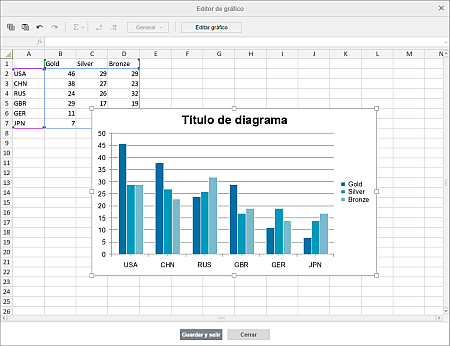 Editor de gráfico
General
Editar gráfico
fx
A B C D E F G H I J K L M N
1 Gold Silver Bronze
2 USA 46 29 29
3 CHN 38 27 23
4 RUS 24 26 32
5 GBR 29 17 19
6 GER 11
7 JPN 7
8
9
10
11
12
13
14
15
16
17
18
19
20
21
22
23
24
25
26
Título de diagrama
50
45
40
35
30
25
20
15
10
5
0
USA CHN RUS GBR GER JPN
Gold
Silver
Bronze
Guardar y salir Cerrar